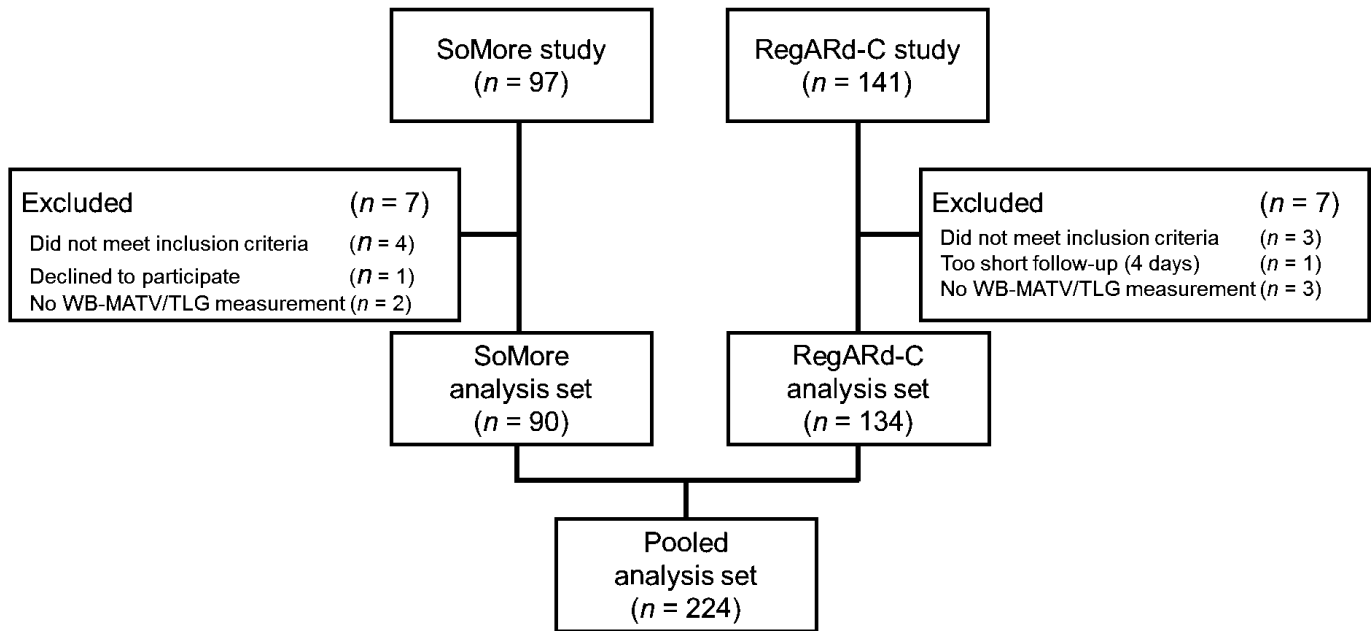 SoMore study
(n = 97)
RegARd-C study
(n = 141)
Excluded (n = 7)
Did not meet inclusion criteria (n = 4)
Declined to participate (n = 1)
No WB-MATV/TLG measurement (n = 2)
Excluded (n = 7)
Did not meet inclusion criteria (n = 3)
Too short follow-up (4 days) (n = 1)
No WB-MATV/TLG measurement (n = 3)
SoMore
analysis set
(n = 90)
RegARd-C
analysis set
(n = 134)
Pooled
analysis set
(n = 224)